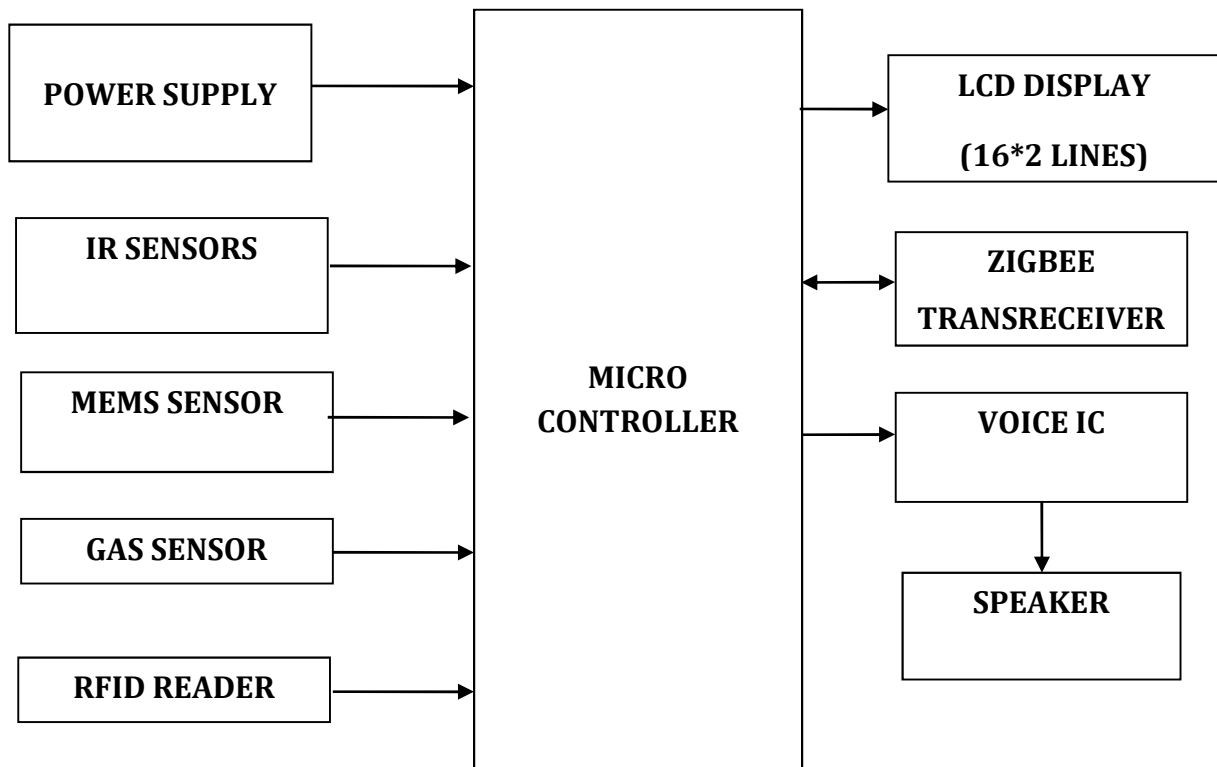 POWER SUPPLY
IR SENSORS
MEMS SENSOR
GAS SENSOR
RFID READER
MICRO
CONTROLLER
LCD DISPLAY
(16*2 LINES)
ZIGBEE
TRANSRECEIVER
VOICE IC
SPEAKER